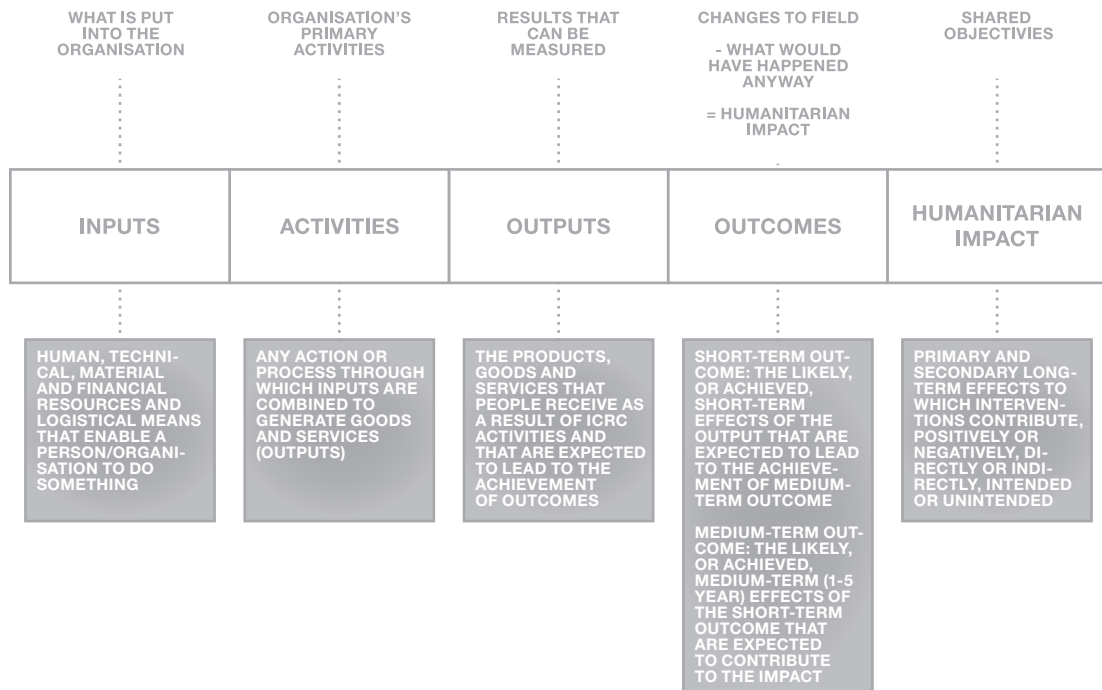 WHAT IS PUT
INTO THE
ORGANISATION
ORGANISATION'S
PRIMARY
ACTIVITIES
RESULTS THAT
CAN BE
MEASURED
CHANGES TO FIELD
- WHAT WOULD
HAVE HAPPENED
ANYWAY
= HUMANITARIAN
IMPACT
SHARED
OBJECTIVIES
INPUTS
ACTIVITIES
OUTPUTS
OUTCOMES
HUMANITARIAN
IMPACT
HUMAN, TECHNI-
CAL, MATERIAL
AND FINANCIAL
RESOURCES AND
LOGISTICAL MEANS
THAT ENABLE A
PERSON/ORGANI-
SATION TO DO
SOMETHING
ANY ACTION OR
PROCESS THROUGH
WHICH INPUTS ARE
COMBINED TO
GENERATE GOODS
AND SERVICES
(OUTPUTS)
THE PRODUCTS,
GOODS AND
SERVICES THAT
PEOPLE RECEIVE AS
A RESULT OF ICRC
ACTIVITIES AND
THAT ARE EXPECTED
TO LEAD TO THE
ACHIEVEMENT
OF OUTCOMES
SHORT-TERM OUT-
COME: THE LIKELY,
OR ACHIEVED,
SHORT-TERM
EFFECTS OF THE
OUTPUT THAT ARE
EXPECTED TO LEAD
TO THE ACHIEVE-
MENT OF MEDIUM-
TERM OUTCOME
MEDIUM-TERM OUT-
COME: THE LIKELY,
OR ACHIEVED,
MEDIUM-TERM (1-5
YEAR) EFFECTS OF
THE SHORT-TERM
OUTCOME THAT
ARE EXPECTED
TO CONTRIBUTE
TO THE IMPACT
PRIMARY AND
SECONDARY LONG-
TERM EFFECTS TO
WHICH INTERVEN-
TIONS CONTRIBUTE,
POSITIVELY OR
NEGATIVELY, DI-
RECTLY OR INDI-
RECTLY, INTENDED
OR UNINTENDED